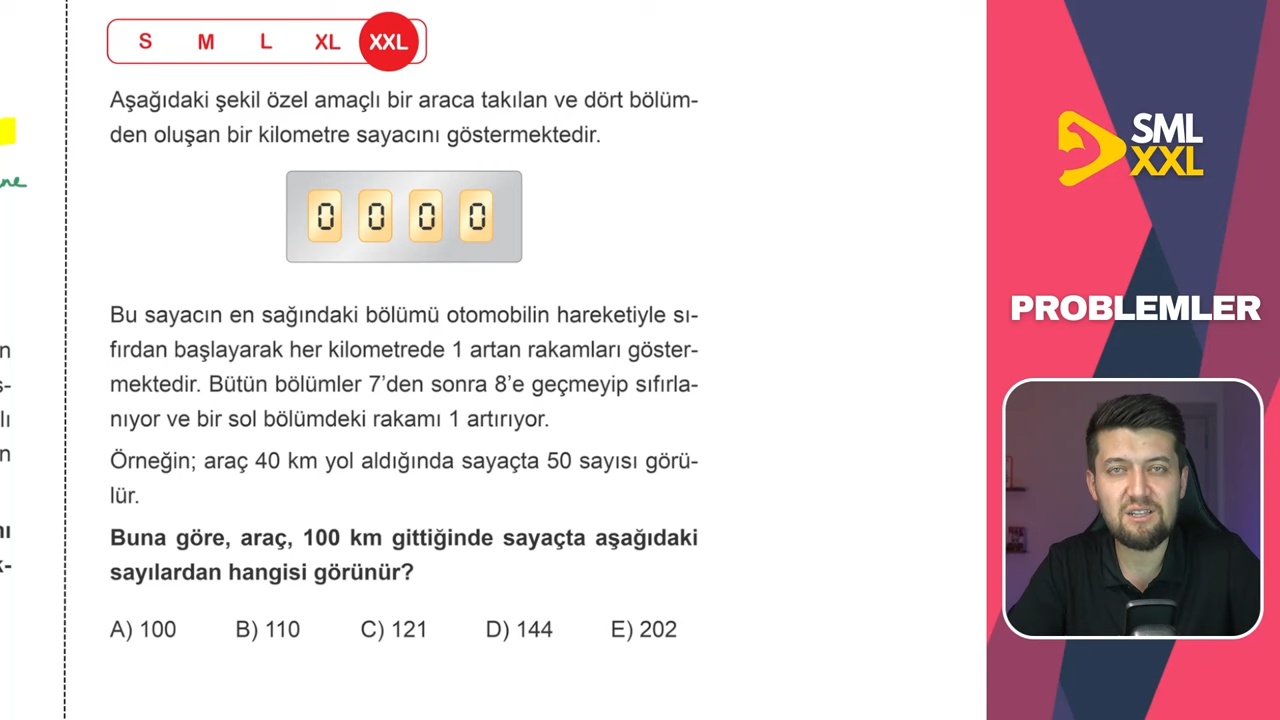 S M L XL XXL
Aşağıdaki şekil özel amaçlı bir araca takılan ve dört bölüm-
den oluşan bir kilometre sayacını göstermektedir.
0 0 0 0
Bu sayacın en sağındaki bölümü otomobilin hareketiyle sı-
fırdan başlayarak her kilometrede 1 artan rakamları göster-
mektedir. Bütün bölümler 7’den sonra 8’e geçmeyip sıfırla-
nıyor ve bir sol bölümdeki rakamı 1 artırıyor.
Örneğin; araç 40 km yol aldığında sayaçta 50 sayısı görü-
lür.
Buna göre, araç, 100 km gittiğinde sayaçta aşağıdaki
sayılardan hangisi görünür?
A) 100 B) 110 C) 121 D) 144 E) 202
SML
XXL
PROBLEMLER